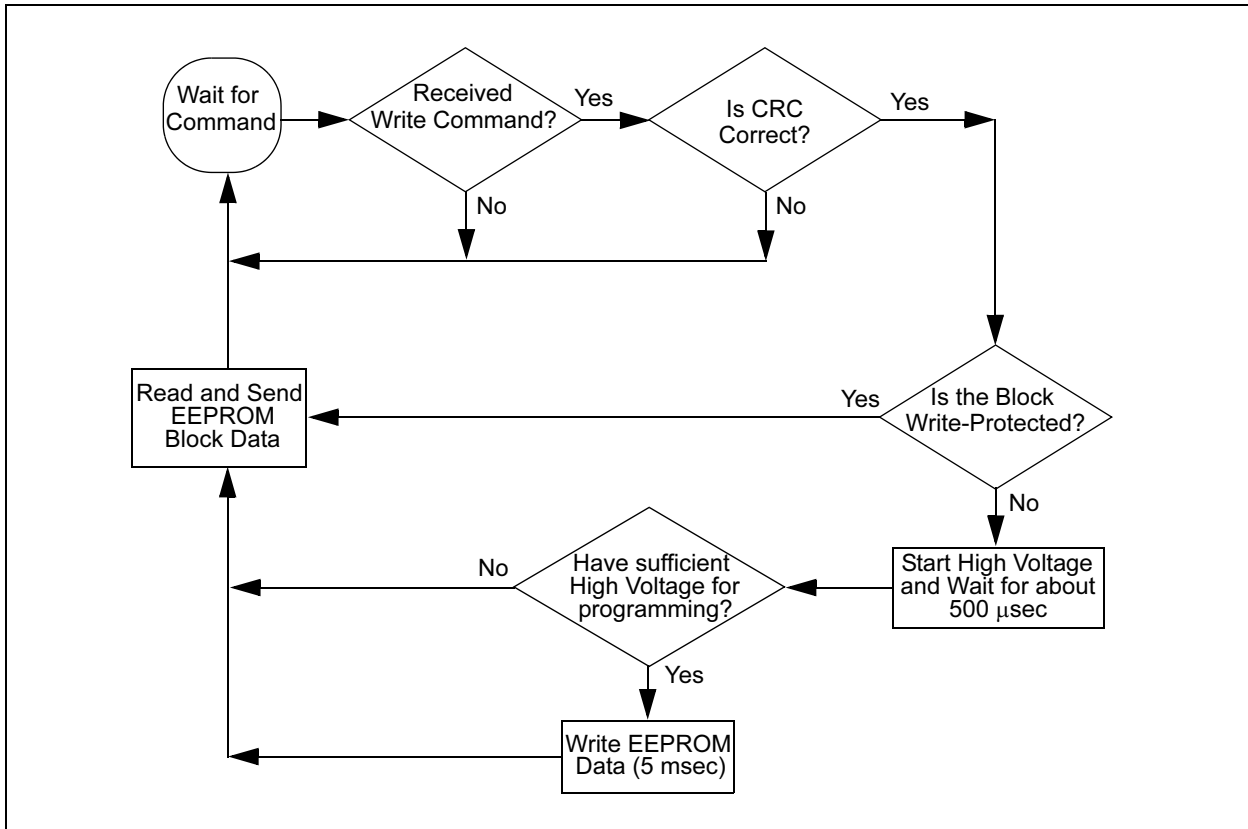 Wait for
Command
Received
Write Command?
Yes
Is CRC
Correct?
Yes
No
No
Read and Send
EEPROM
Block Data
Yes
Is the Block
Write-Protected?
No
No
Have sufficient
High Voltage for
programming?
Start High Voltage
and Wait for about
500 μsec
Yes
Write EEPROM
Data (5 msec)